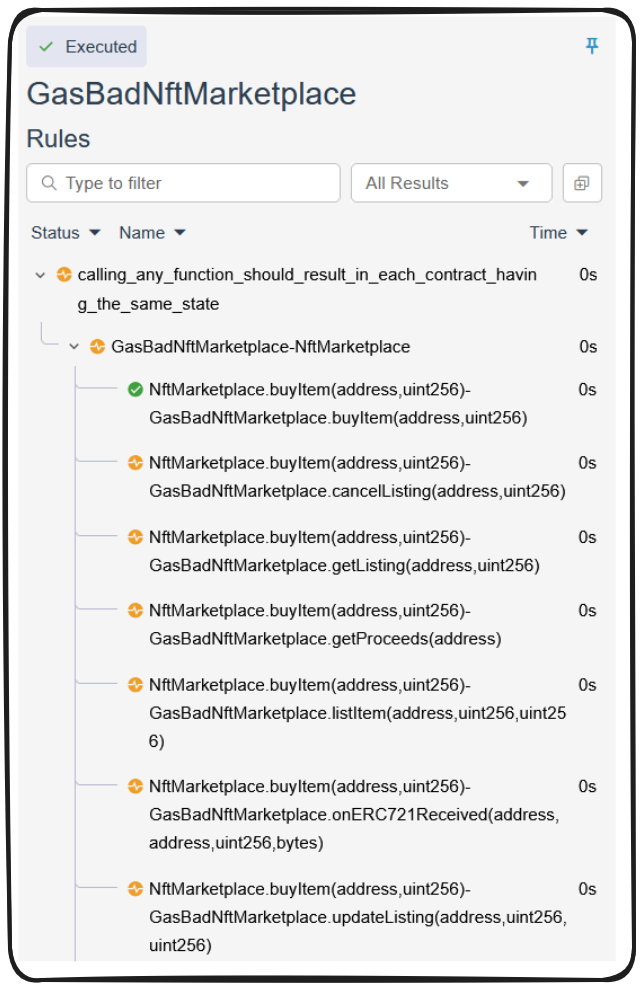 Executed
GasBadNftMarketplace
Rules
Type to filter
All Results
Status Name Time
calling_any_function_should_result_in_each_contract_havin 0s
g_the_same_state
GasBadNftMarketplace-NftMarketplace 0s
NftMarketplace.buyItem(address,uint256)- 0s
GasBadNftMarketplace.buyItem(address,uint256)
NftMarketplace.buyItem(address,uint256)- 0s
GasBadNftMarketplace.cancelListing(address,uint256)
NftMarketplace.buyItem(address,uint256)- 0s
GasBadNftMarketplace.getListing(address,uint256)
NftMarketplace.buyItem(address,uint256)- 0s
GasBadNftMarketplace.getProceeds(address)
NftMarketplace.buyItem(address,uint256)- 0s
GasBadNftMarketplace.listItem(address,uint256,uint25
6)
NftMarketplace.buyItem(address,uint256)- 0s
GasBadNftMarketplace.onERC721Received(address,
address,uint256,bytes)
NftMarketplace.buyItem(address,uint256)- 0s
GasBadNftMarketplace.updateListing(address,uint256,
uint256)